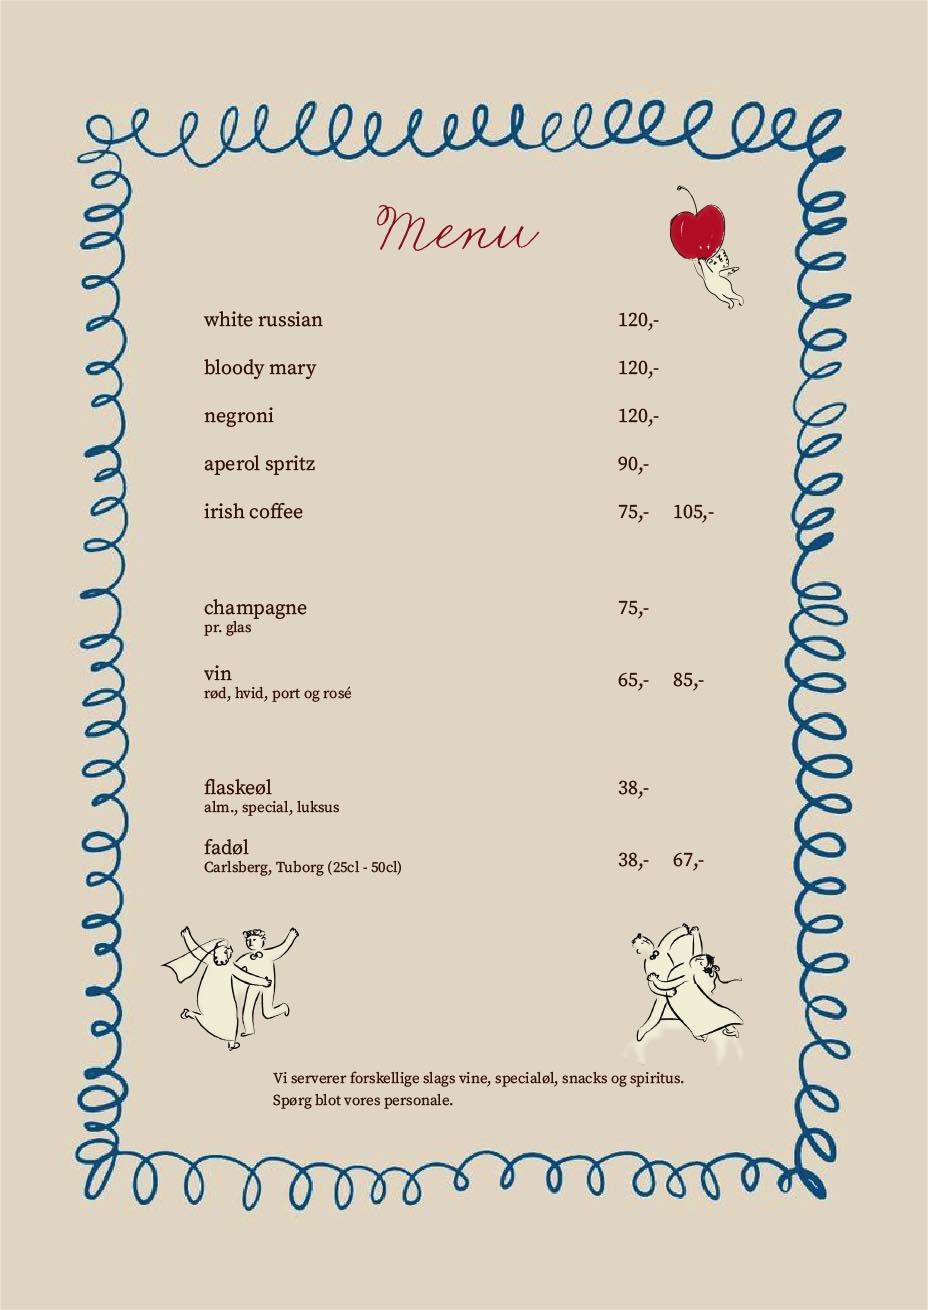 Menu
white russian 120,-
bloody mary 120,-
negroni 120,-
aperol spritz 90,-
irish coffee 75,- 105,-
champagne 75,-
pr. glas
vin 65,- 85,-
rød, hvid, port og rosé
flaskeøl 38,-
alm., special, luksus
fadøl 38,- 67,-
Carlsberg, Tuborg (25cl - 50cl)
Vi serverer forskellige slags vine, specialøl, snacks og spiritus.
Spørg blot vores personale.